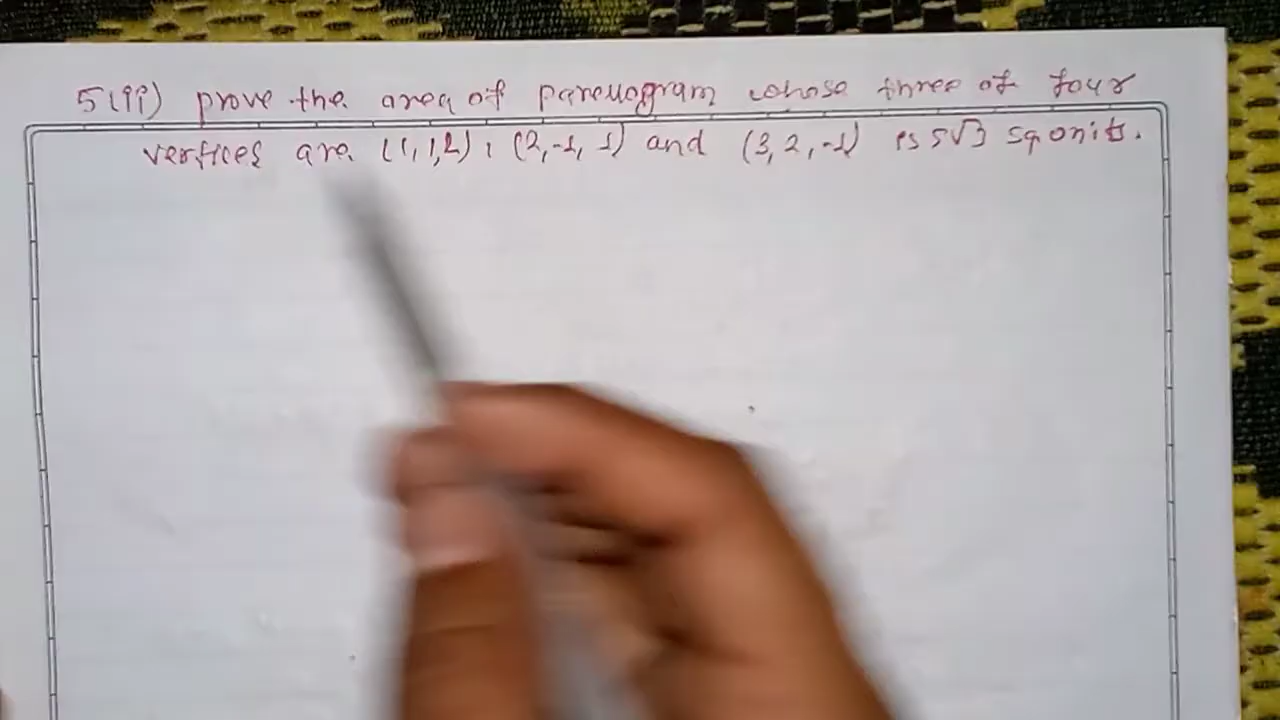 5(ii) prove the area of parellogram whose three of four
vertices are (1,1,2), (2,-1,1) and (3,2,-1) is 5√3 sq units.